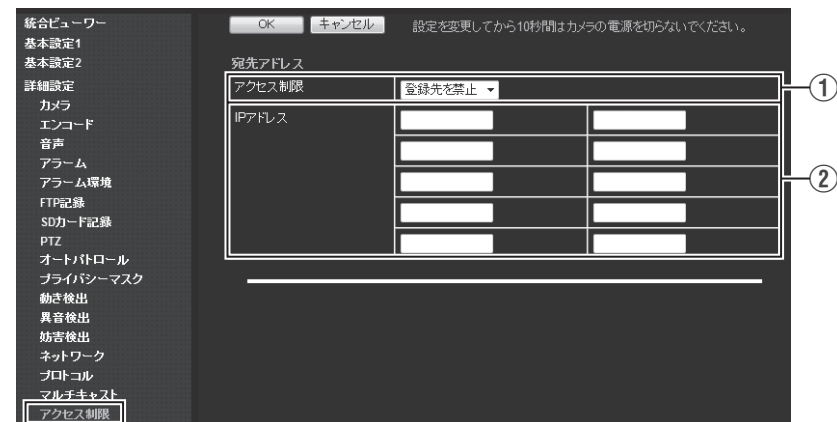 統合ビューワー
基本設定1
基本設定2
詳細設定
カメラ
エンコード
音声
アラーム
アラーム環境
FTP記録
SDカード記録
PTZ
オートパトロール
プライバシーマスク
動き検出
異音検出
妨害検出
ネットワーク
プロトコル
マルチキャスト
アクセス制限
OK キャンセル 設定を変更してから10秒間はカメラの電源を切らないでください。
宛先アドレス
アクセス制限 登録先を禁止 ①
IPアドレス ②